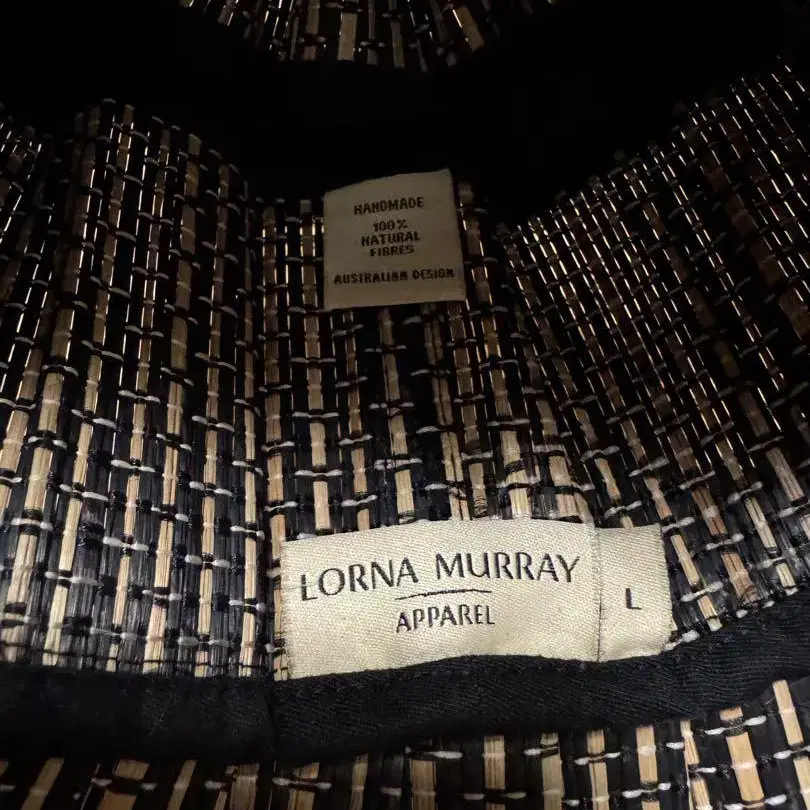 HANDMADE
100%
NATURAL
FIBRES
AUSTRALIAN DESIGN
LORNA MURRAY
APPAREL
L